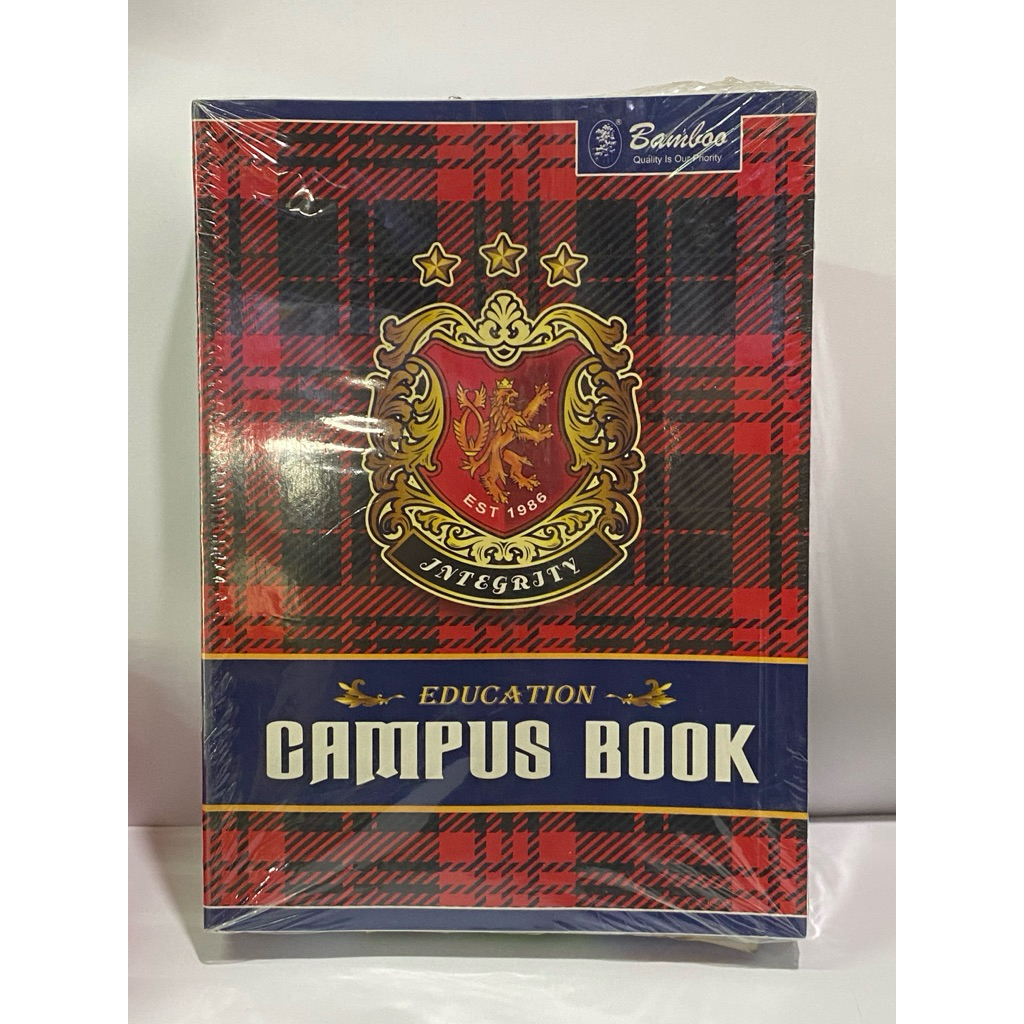 Bamboo
®
Quality Is Our Priority
EST 1986
INTEGRITY
EDUCATION
CAMPUS BOOK